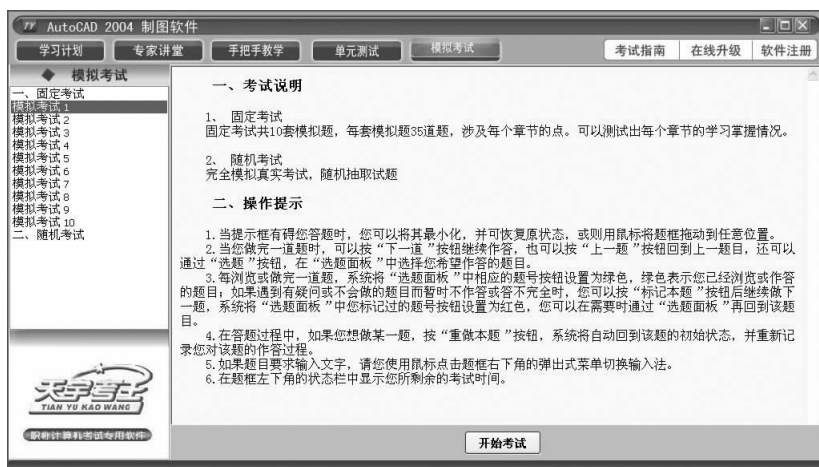 AutoCAD 2004 制图软件
学习计划 专家讲堂 手把手教学 单元测试 模拟考试 考试指南 在线升级 软件注册
模拟考试
一、固定考试
模拟考试1
模拟考试2
模拟考试3
模拟考试4
模拟考试5
模拟考试6
模拟考试7
模拟考试8
模拟考试9
模拟考试10
二、随机考试
一、考试说明
1、 固定考试
固定考试共10套模拟题，每套模拟题35道题，涉及每个章节的点。可以测试出每个章节的学习掌握情况。
2、 随机考试
完全模拟真实考试，随机抽取试题
二、操作提示
1.当提示框有碍您答题时，您可以将其最小化，并可恢复原状态，或则用鼠标将题框拖动到任意位置。
2.当您做完一道题时，可以按“下一道”按钮继续作答，也可以按“上一题”按钮回到上一题目，还可以
通过“选题”按钮，在“选题面板”中选择您希望作答的题目。
3.每浏览或做完一道题，系统将“选题面板”中相应的题号按钮设置为绿色，绿色表示您已经浏览或作答
的题目；如果遇到有疑问或不会做的题目而暂时不作答或答不完全时，您可以按“标记本题”按钮后继续做下
一题，系统将“选题面板”中您标记过的题号按钮设置为红色，您可以在需要时通过“选题面板”再回到该题
目。
4.在答题过程中，如果您想做某一题，按“重做本题”按钮，系统将自动回到该题的初始状态，并重新记
录您对该题的作答过程。
5.如果题目要求输入文字，请您使用鼠标点击题框右下角的弹出式菜单切换输入法。
6.在题框左下角的状态栏中显示您所剩余的考试时间。
天宇考王
TIAN YU KAO WANG
职称计算机考试专用软件
开始考试